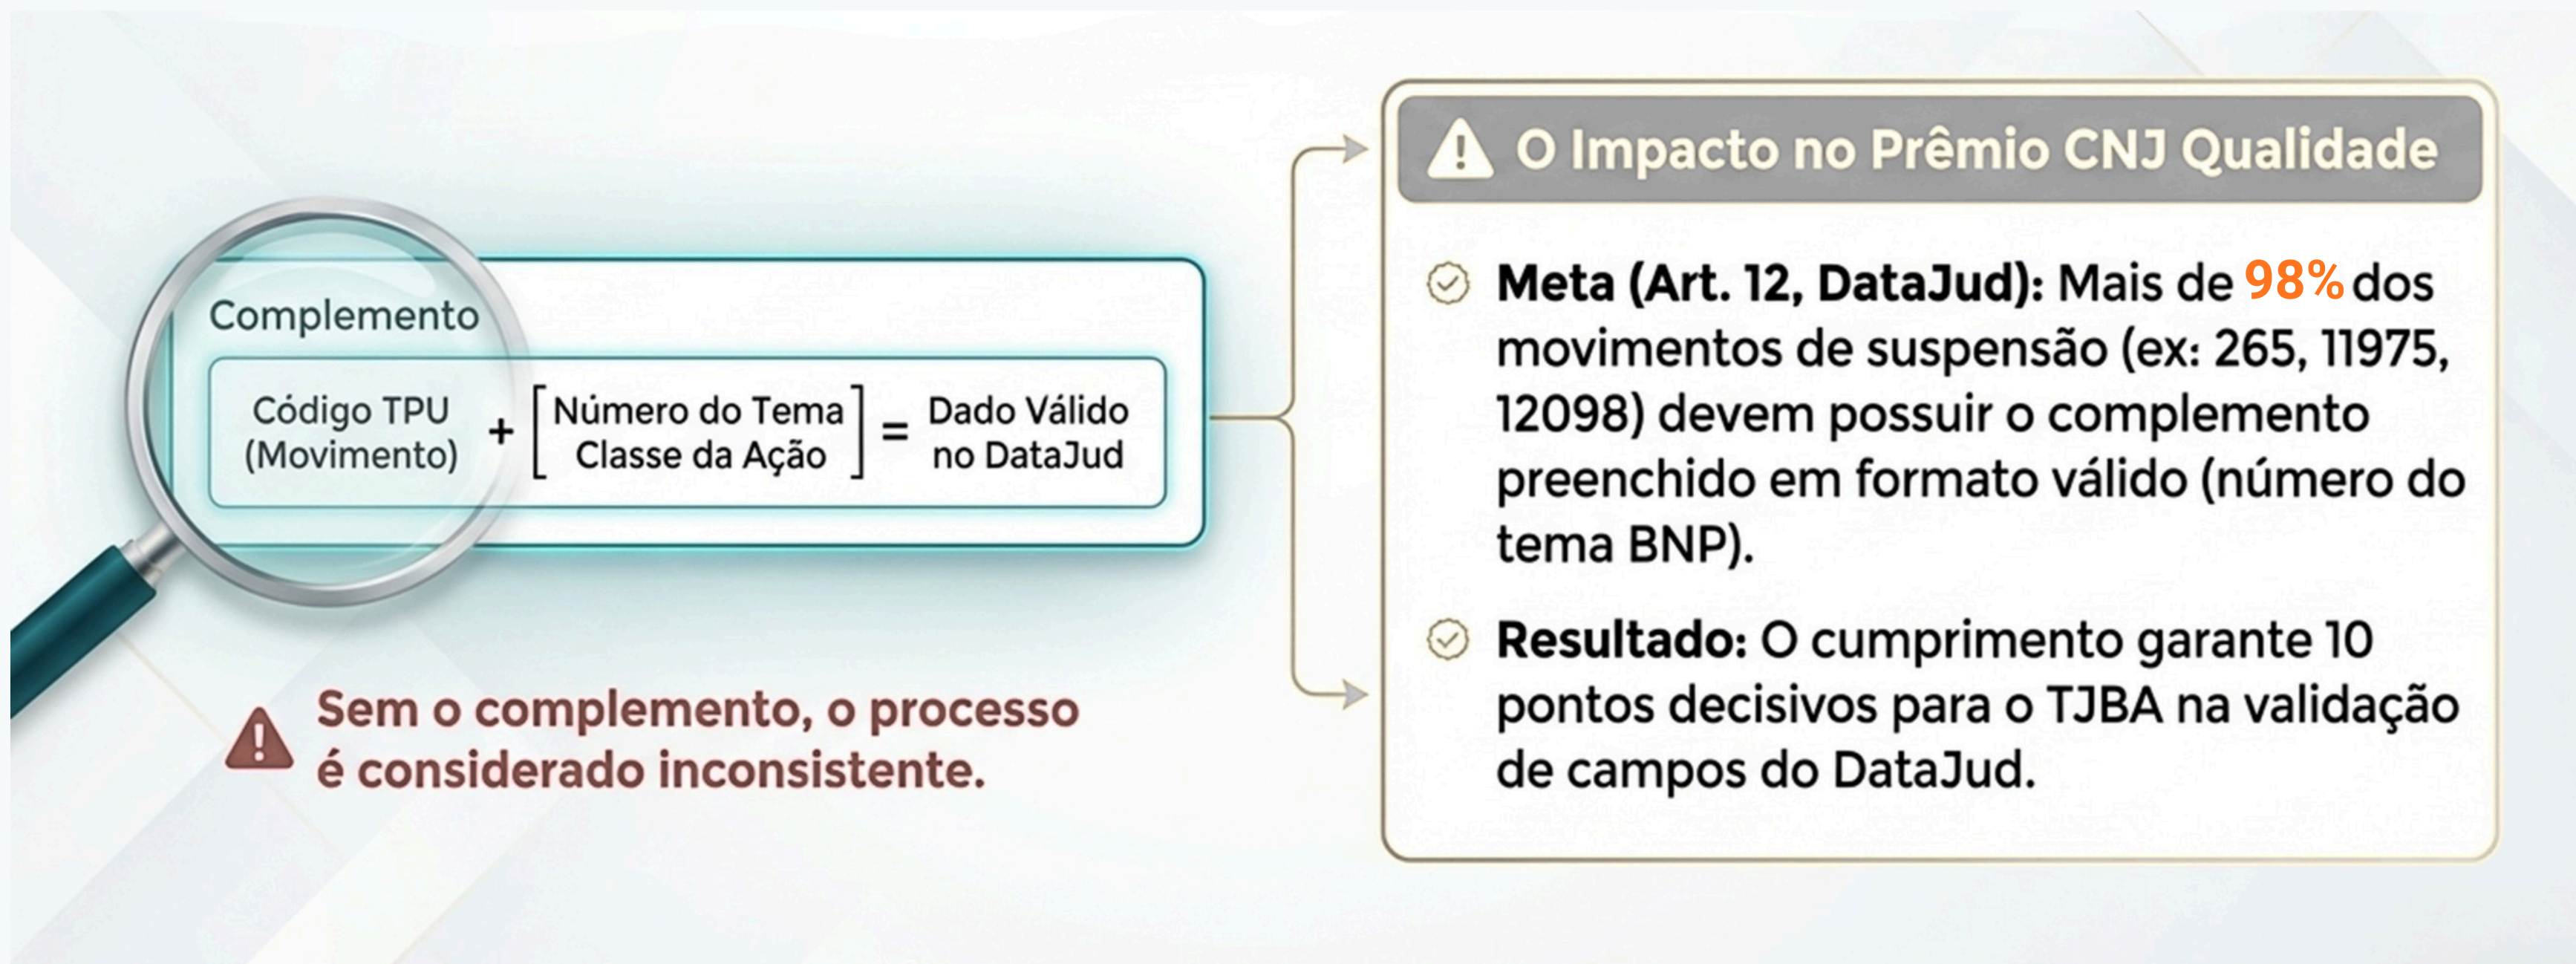 Complemento
Código TPU
(Movimento)
+
[Número do Tema
Classe da Ação]
=
Dado Válido
no DataJud
Sem o complemento, o processo
é considerado inconsistente.
O Impacto no Prêmio CNJ Qualidade
Meta (Art. 12, DataJud): Mais de 98% dos
movimentos de suspensão (ex: 265, 11975,
12098) devem possuir o complemento
preenchido em formato válido (número do
tema BNP).
Resultado: O cumprimento garante 10
pontos decisivos para o TJBA na validação
de campos do DataJud.